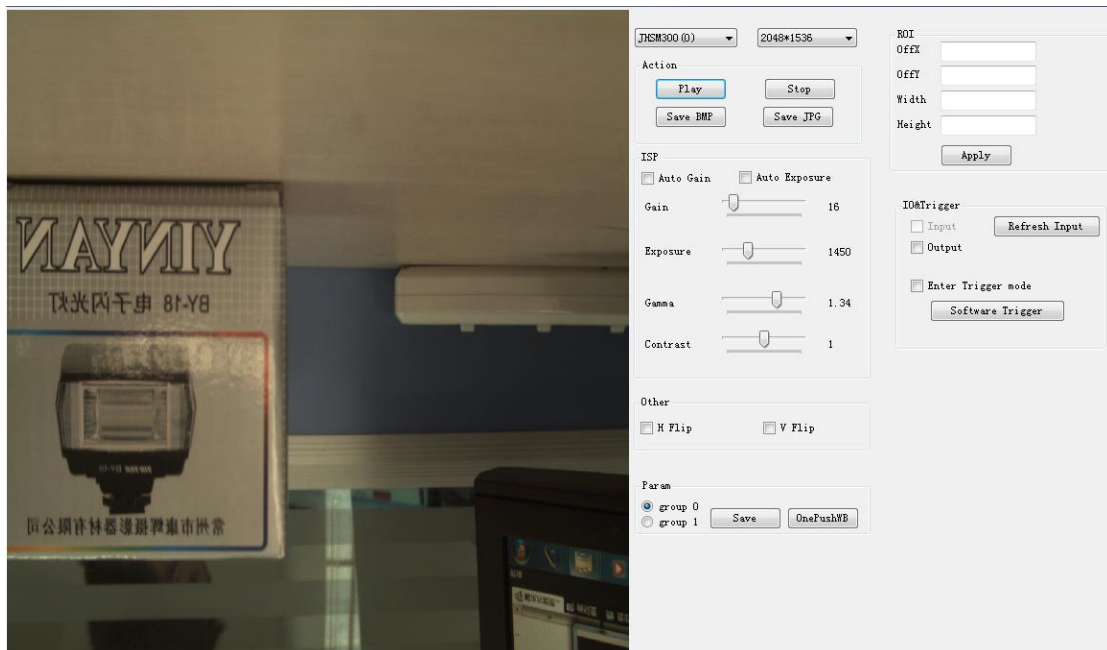 JHSM300(0)
2048*1536
Action
Play
Stop
Save BMP
Save JPG
ISP
Auto Gain
Auto Exposure
Gain
16
Exposure
1450
Gamma
1.34
Contrast
1
Other
H Flip
V Flip
Param
group 0
group 1
Save
OnePushWB
ROI
OffX
OffY
Width
Height
Apply
IO&Trigger
Input
Refresh Input
Output
Enter Trigger mode
Software Trigger
YINYAN
BY-18 电子闪光灯
常州市康辉摄影器材有限公司